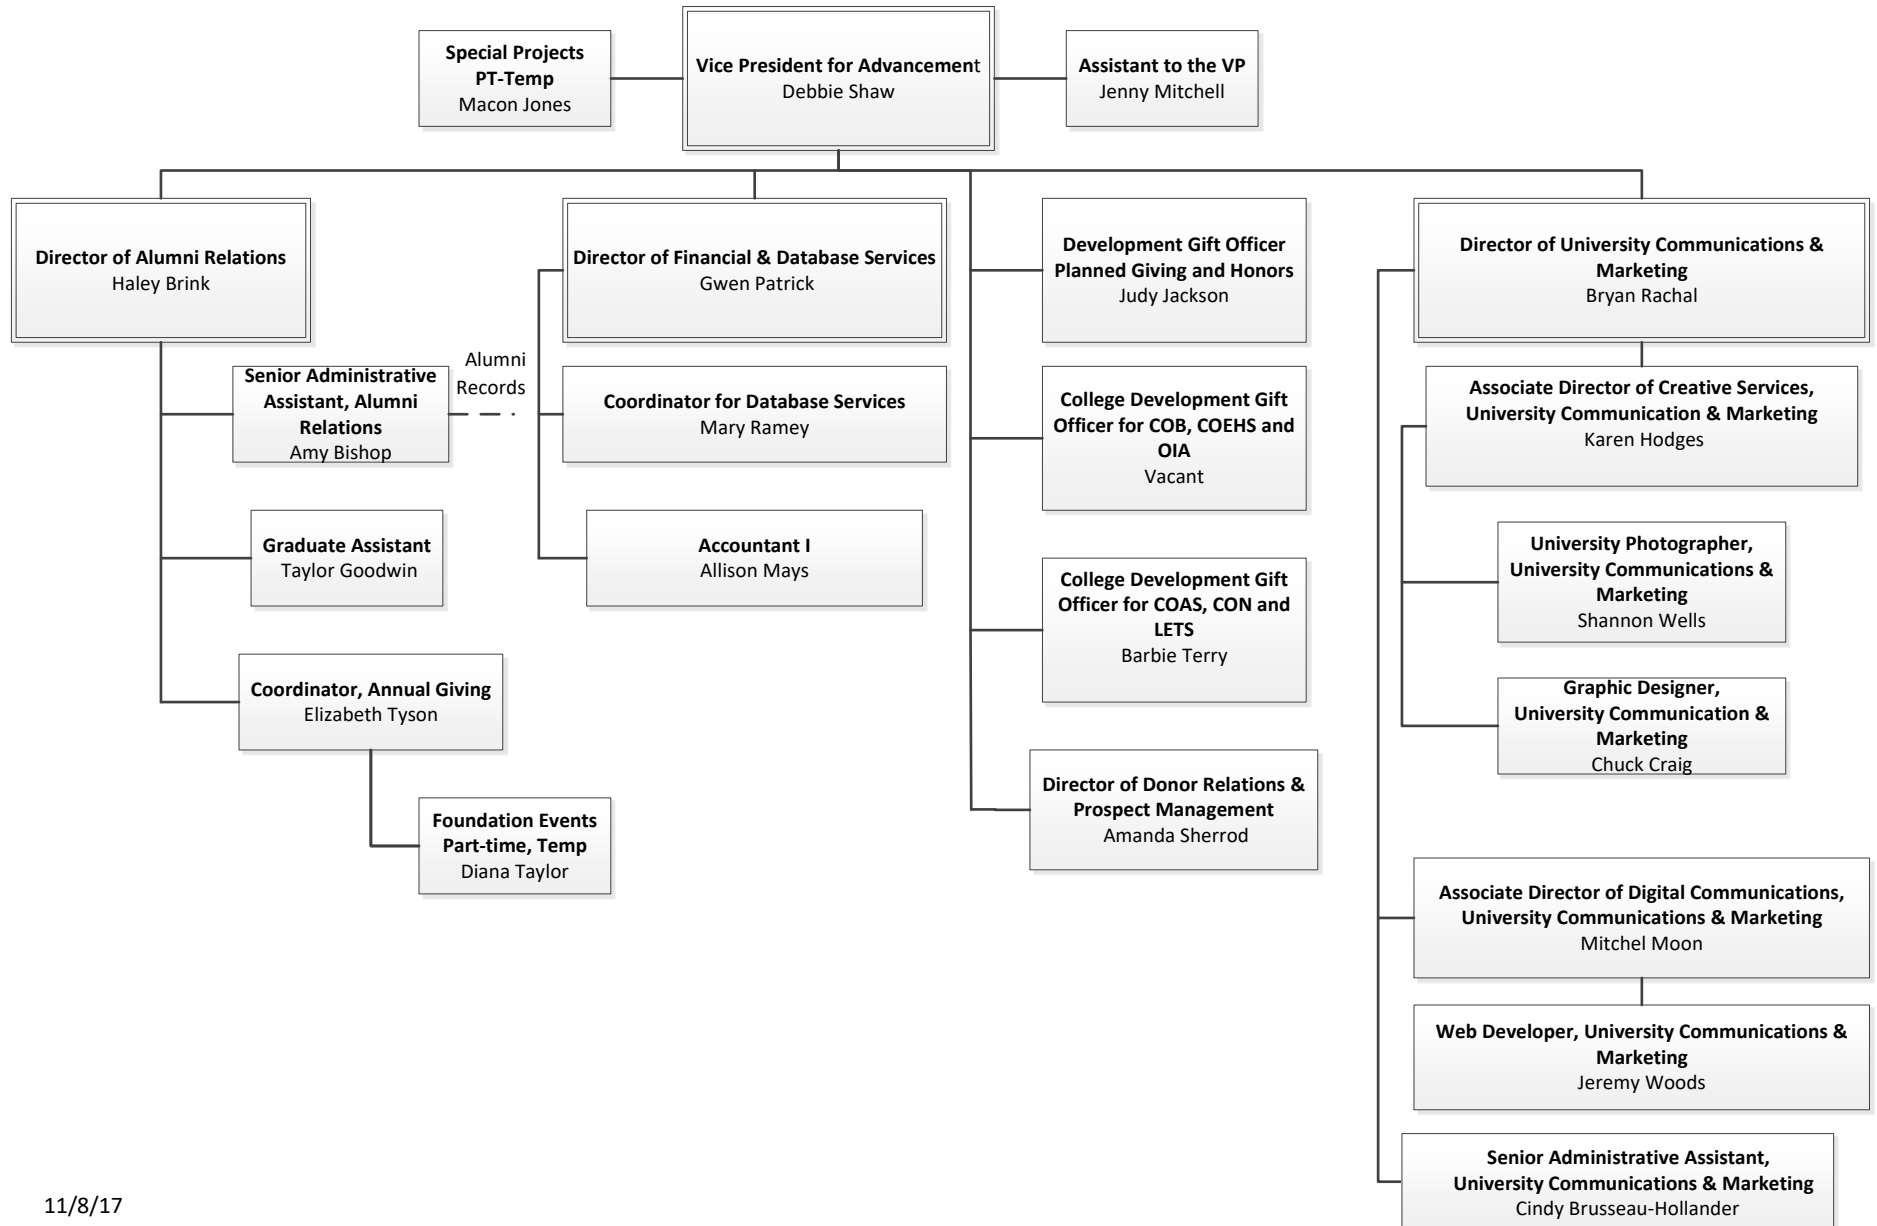 Special Projects
PT-Temp
Macon Jones
Vice President for Advancement
Debbie Shaw
Assistant to the VP
Jenny Mitchell
Director of Alumni Relations
Haley Brink
Senior Administrative
Assistant, Alumni
Relations
Amy Bishop
Alumni
Records
Graduate Assistant
Taylor Goodwin
Coordinator, Annual Giving
Elizabeth Tyson
Foundation Events
Part-time, Temp
Diana Taylor
Director of Financial & Database Services
Gwen Patrick
Coordinator for Database Services
Mary Ramey
Accountant I
Allison Mays
Development Gift Officer
Planned Giving and Honors
Judy Jackson
College Development Gift
Officer for COB, COEHS and
OIA
Vacant
College Development Gift
Officer for COAS, CON and
LETS
Barbie Terry
Director of Donor Relations &
Prospect Management
Amanda Sherrod
Director of University Communications &
Marketing
Bryan Rachal
Associate Director of Creative Services,
University Communication & Marketing
Karen Hodges
University Photographer,
University Communications &
Marketing
Shannon Wells
Graphic Designer,
University Communication &
Marketing
Chuck Craig
Associate Director of Digital Communications,
University Communications & Marketing
Mitchel Moon
Web Developer, University Communications &
Marketing
Jeremy Woods
Senior Administrative Assistant,
University Communications & Marketing
Cindy Brusseau-Hollander
11/8/17